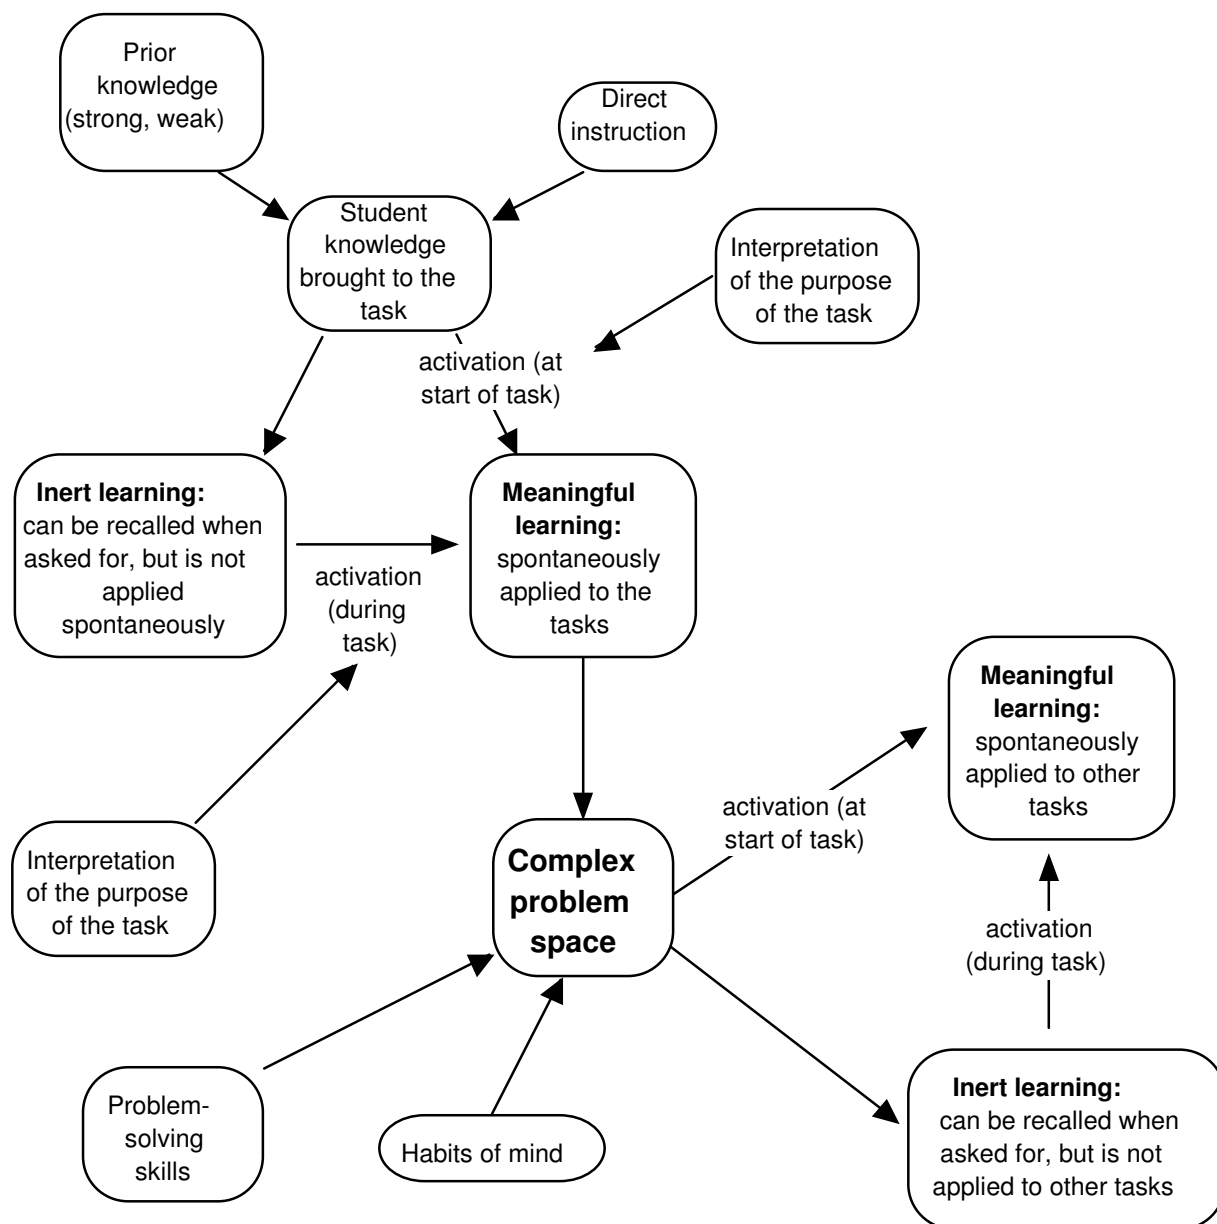 Prior
knowledge
(strong, weak)
Direct
instruction
Student
knowledge
brought to the
task
Interpretation
of the purpose
of the task
activation (at
start of task)
Inert learning:
can be recalled when
asked for, but is not
applied
spontaneously
activation
(during
task)
Meaningful
learning:
spontaneously
applied to the
tasks
Interpretation
of the purpose
of the task
Complex
problem
space
activation (at
start of task)
Meaningful
learning:
spontaneously
applied to other
tasks
activation
(during task)
Problem-
solving
skills
Habits of mind
Inert learning:
can be recalled when
asked for, but is not
applied to other tasks